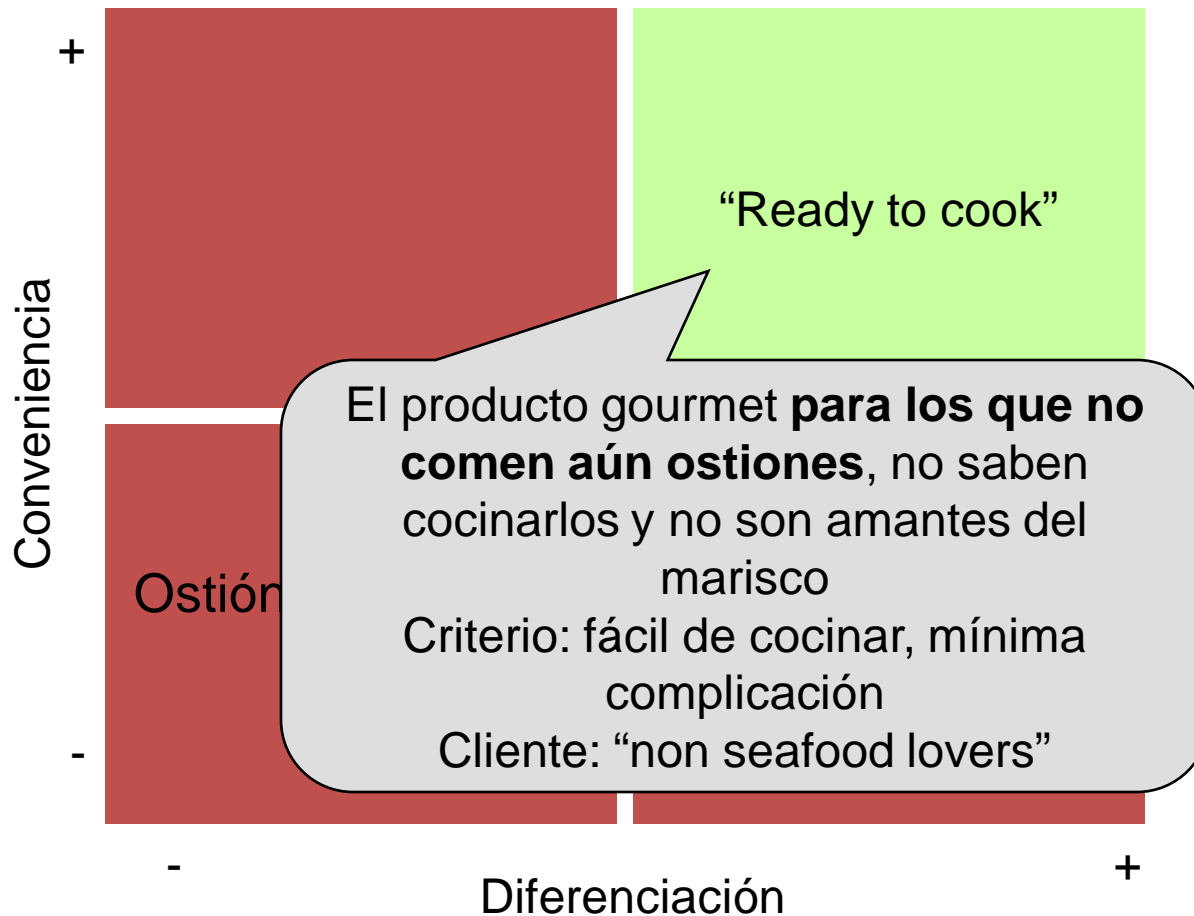 +
“Ready to cook”
Conveniencia
El producto gourmet para los que no
comen aún ostiones, no saben
cocinarlos y no son amantes del
marisco
Ostión
Criterio: fácil de cocinar, mínima
complicación
Cliente: “non seafood lovers”
-
-
+
Diferenciación